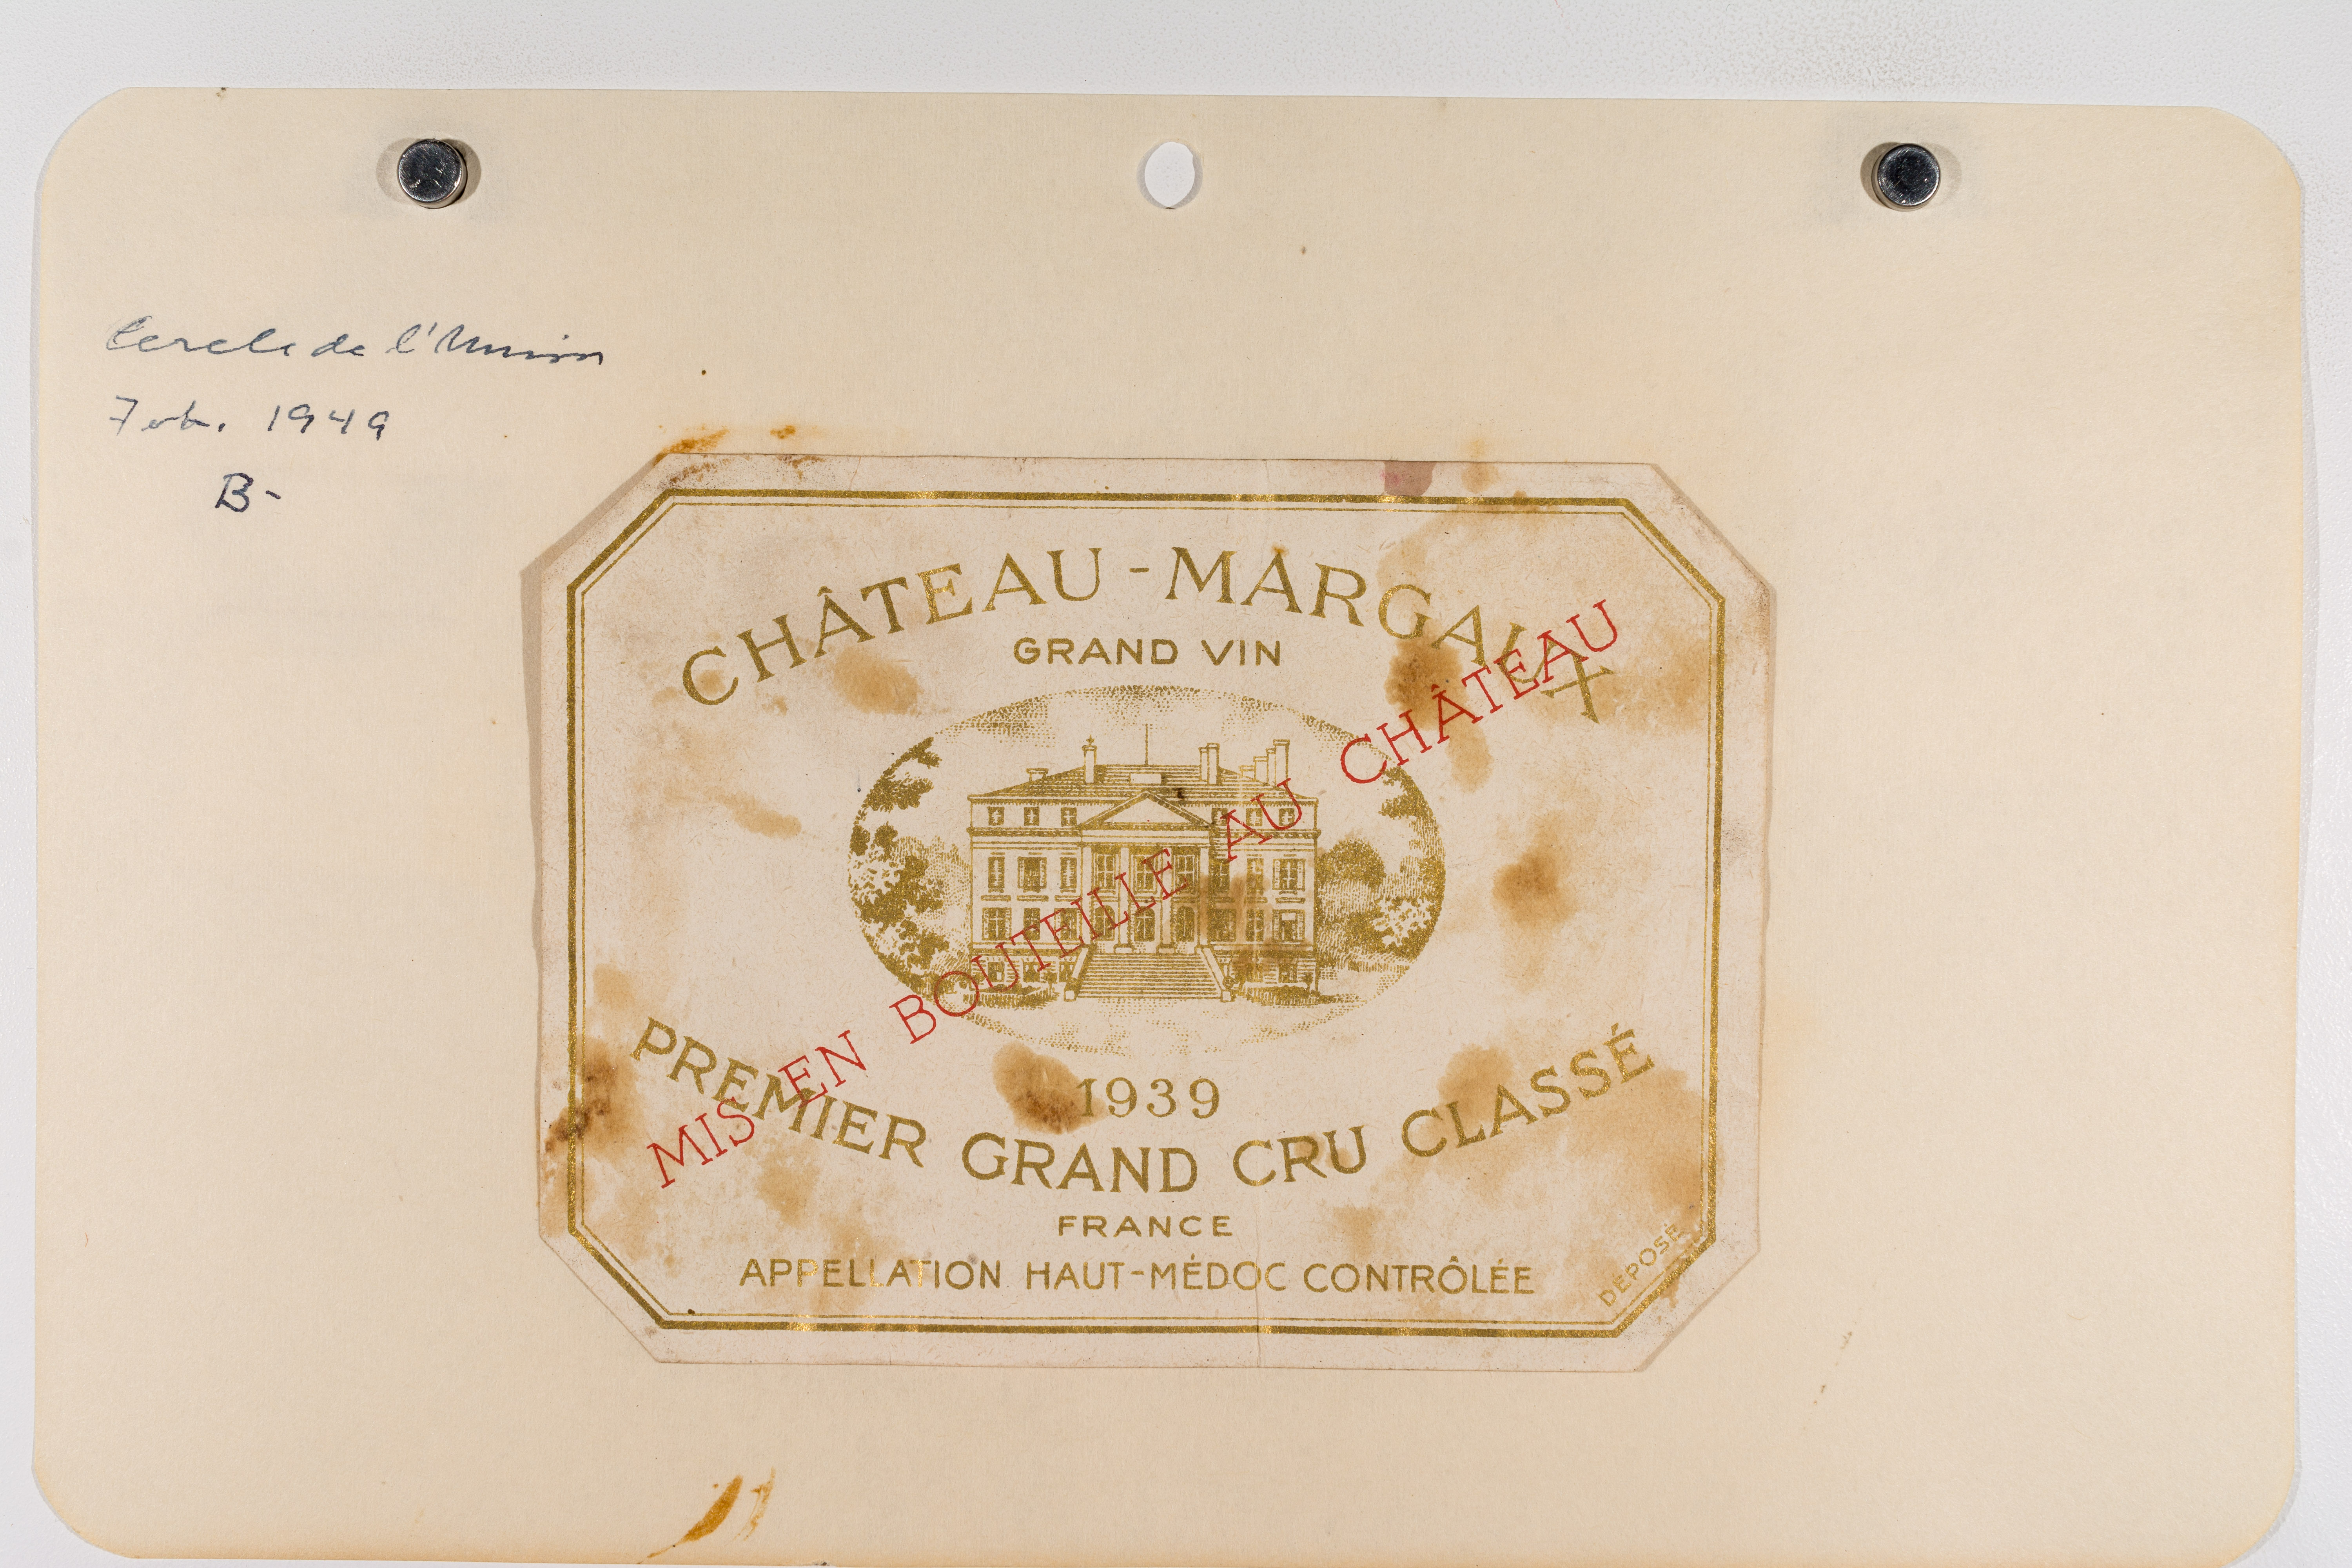 Cercle de l'Union
Feb. 1949
B-
CHÂTEAU-MARGAUX
GRAND VIN
MIS EN BOUTEILLE AU CHÂTEAU
1939
PREMIER GRAND CRU CLASSÉ
FRANCE
APPELLATION HAUT-MÉDOC CONTRÔLÉE
DÉPOSÉ